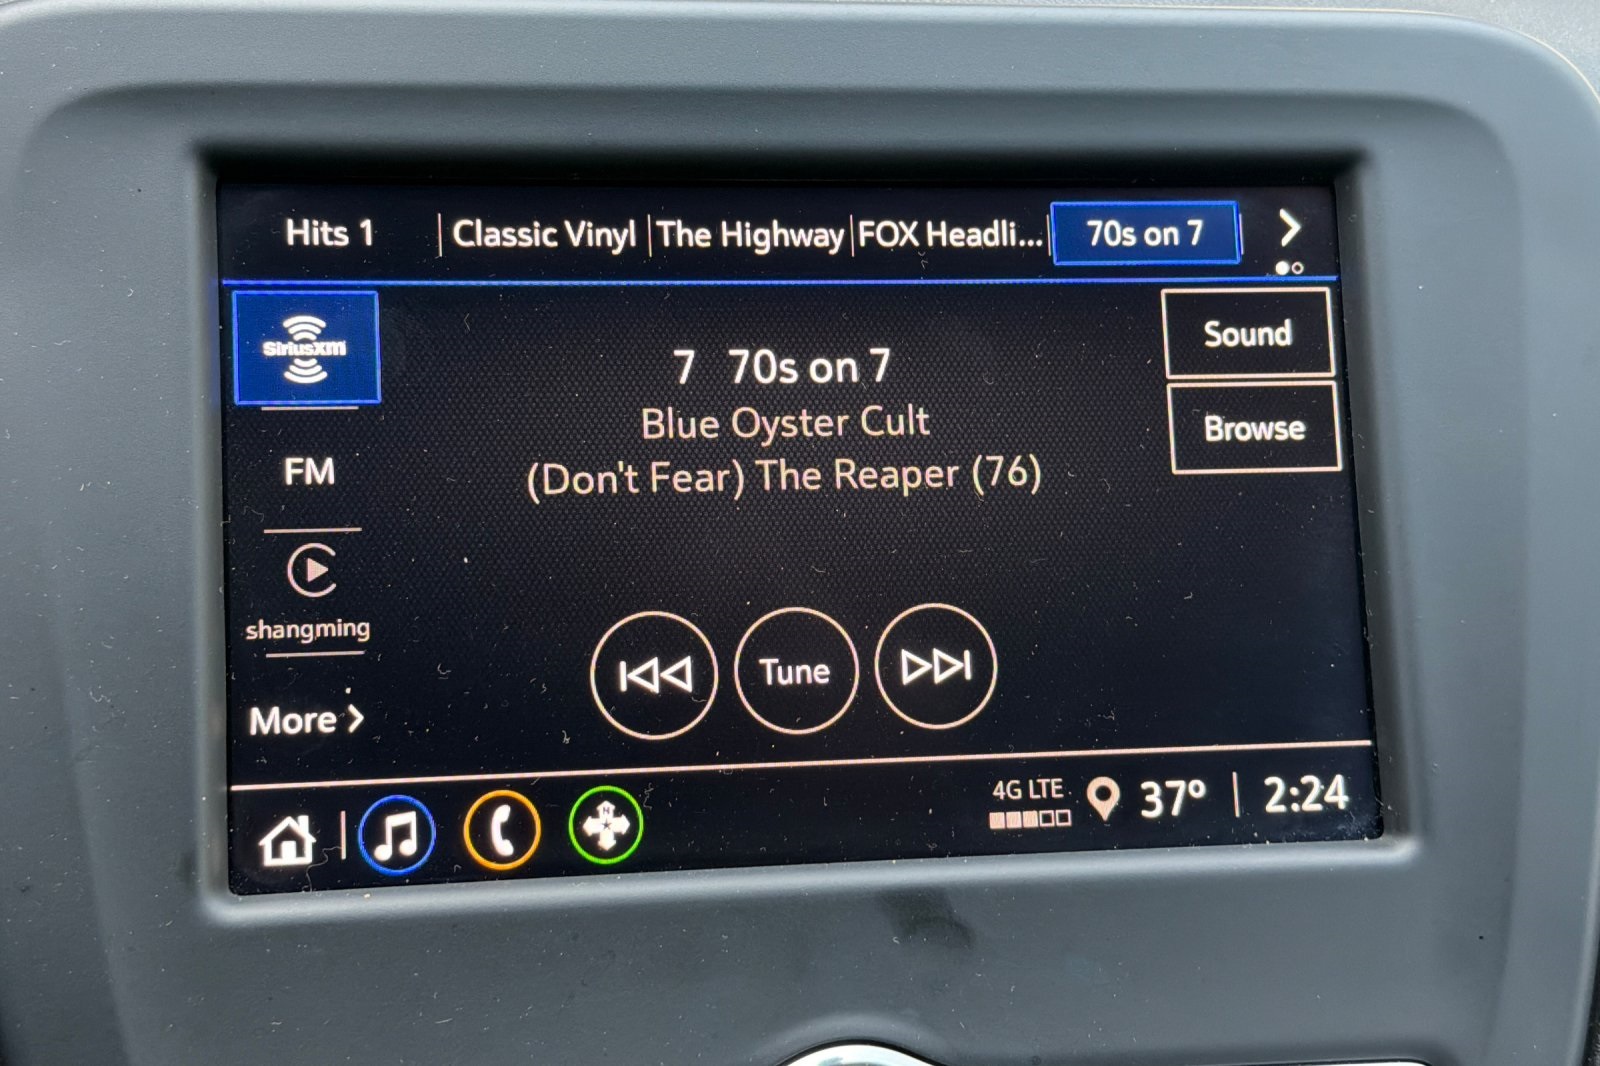 Hits 1
Classic Vinyl
The Highway
FOX Headli...
70s on 7
SiriusXM
FM
shangming
More
7 70s on 7
Blue Oyster Cult
(Don't Fear) The Reaper (76)
Tune
Sound
Browse
N
4G LTE
37°
2:24